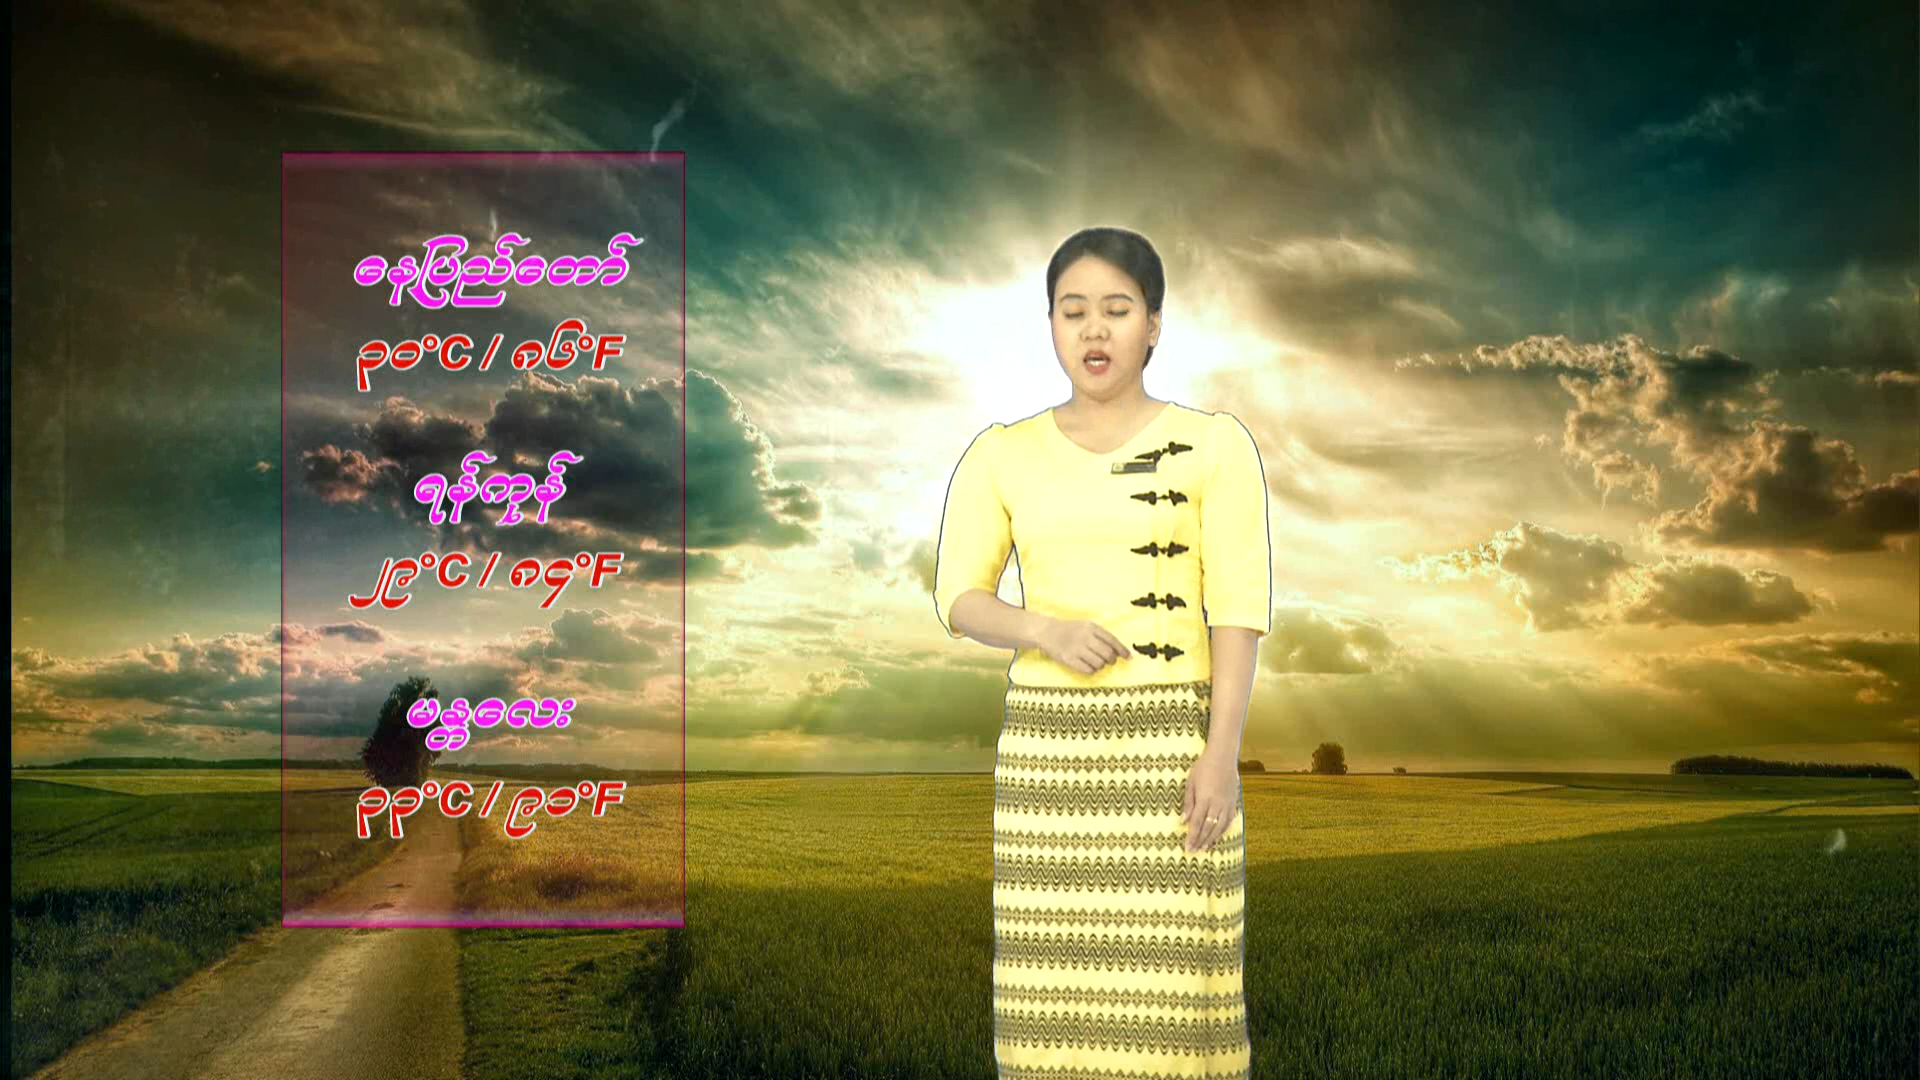 နေပြည်တော်
၃၀°C / ၈၆°F
ရန်ကုန်
၂၉°C / ၈၄°F
မန္တလေး
၃၃°C / ၉၁°F